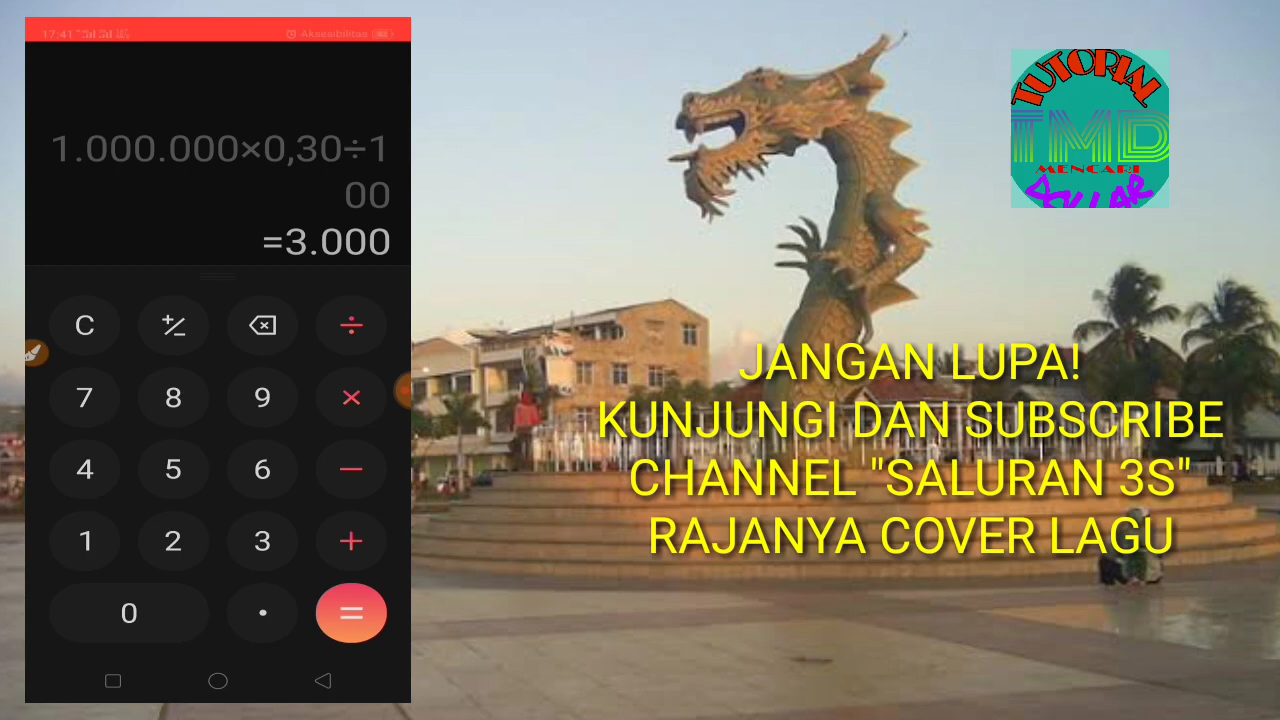 17:41
Aksesibilitas
1.000.000×0,30÷1
00
=3.000
C
÷
7
8
9
×
4
5
6
−
1
2
3
+
0
•
=
TUTORIAL
TMD
MENCARI
DOLLAR
JANGAN LUPA!
KUNJUNGI DAN SUBSCRIBE
CHANNEL "SALURAN 3S"
RAJANYA COVER LAGU